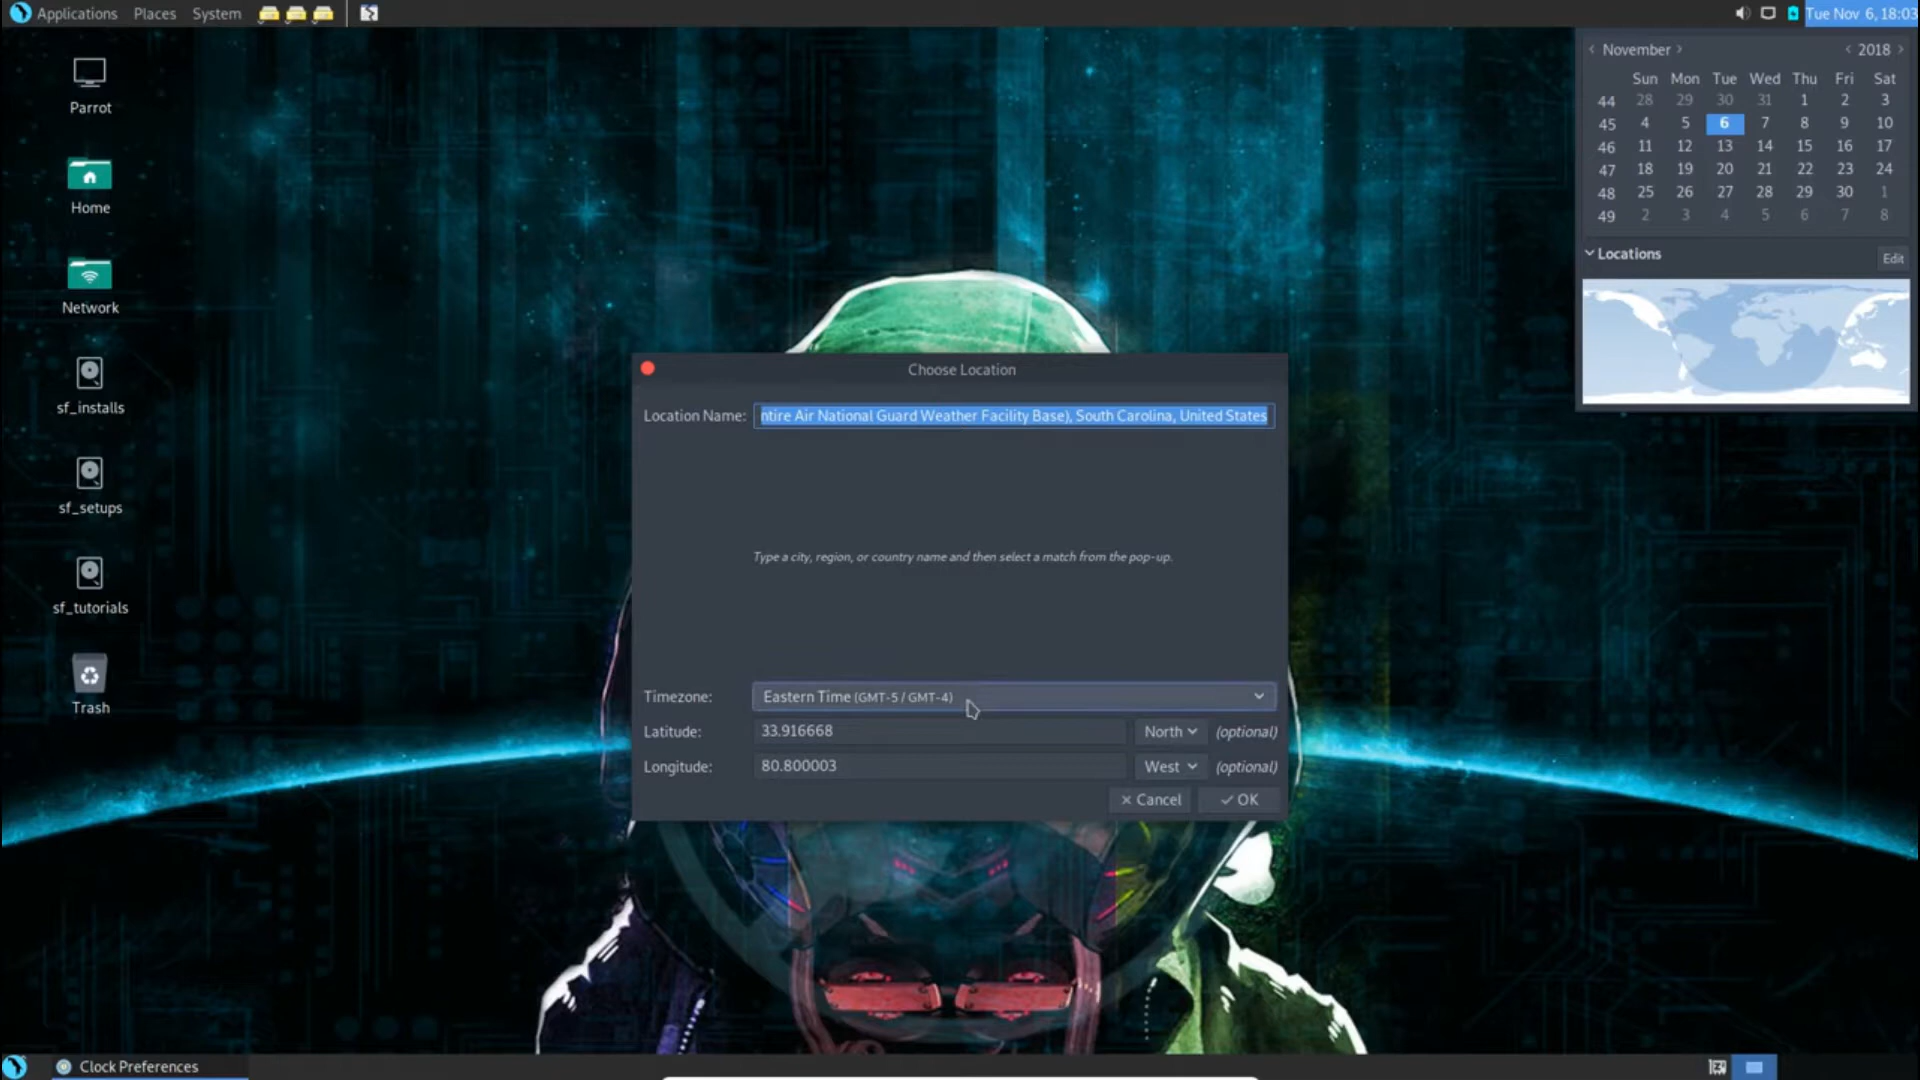 Applications Places System
Tue Nov 6, 18:03
Parrot
Home
Network
sf_installs
sf_setups
sf_tutorials
Trash
November 2018
Sun Mon Tue Wed Thu Fri Sat
44 28 29 30 31 1 2 3
45 4 5 6 7 8 9 10
46 11 12 13 14 15 16 17
47 18 19 20 21 22 23 24
48 25 26 27 28 29 30 1
49 2 3 4 5 6 7 8
Locations Edit
Choose Location
Location Name: ntire Air National Guard Weather Facility Base), South Carolina, United States
Type a city, region, or country name and then select a match from the pop-up.
Timezone: Eastern Time (GMT-5 / GMT-4)
Latitude: 33.916668 North (optional)
Longitude: 80.800003 West (optional)
Cancel OK
Clock Preferences